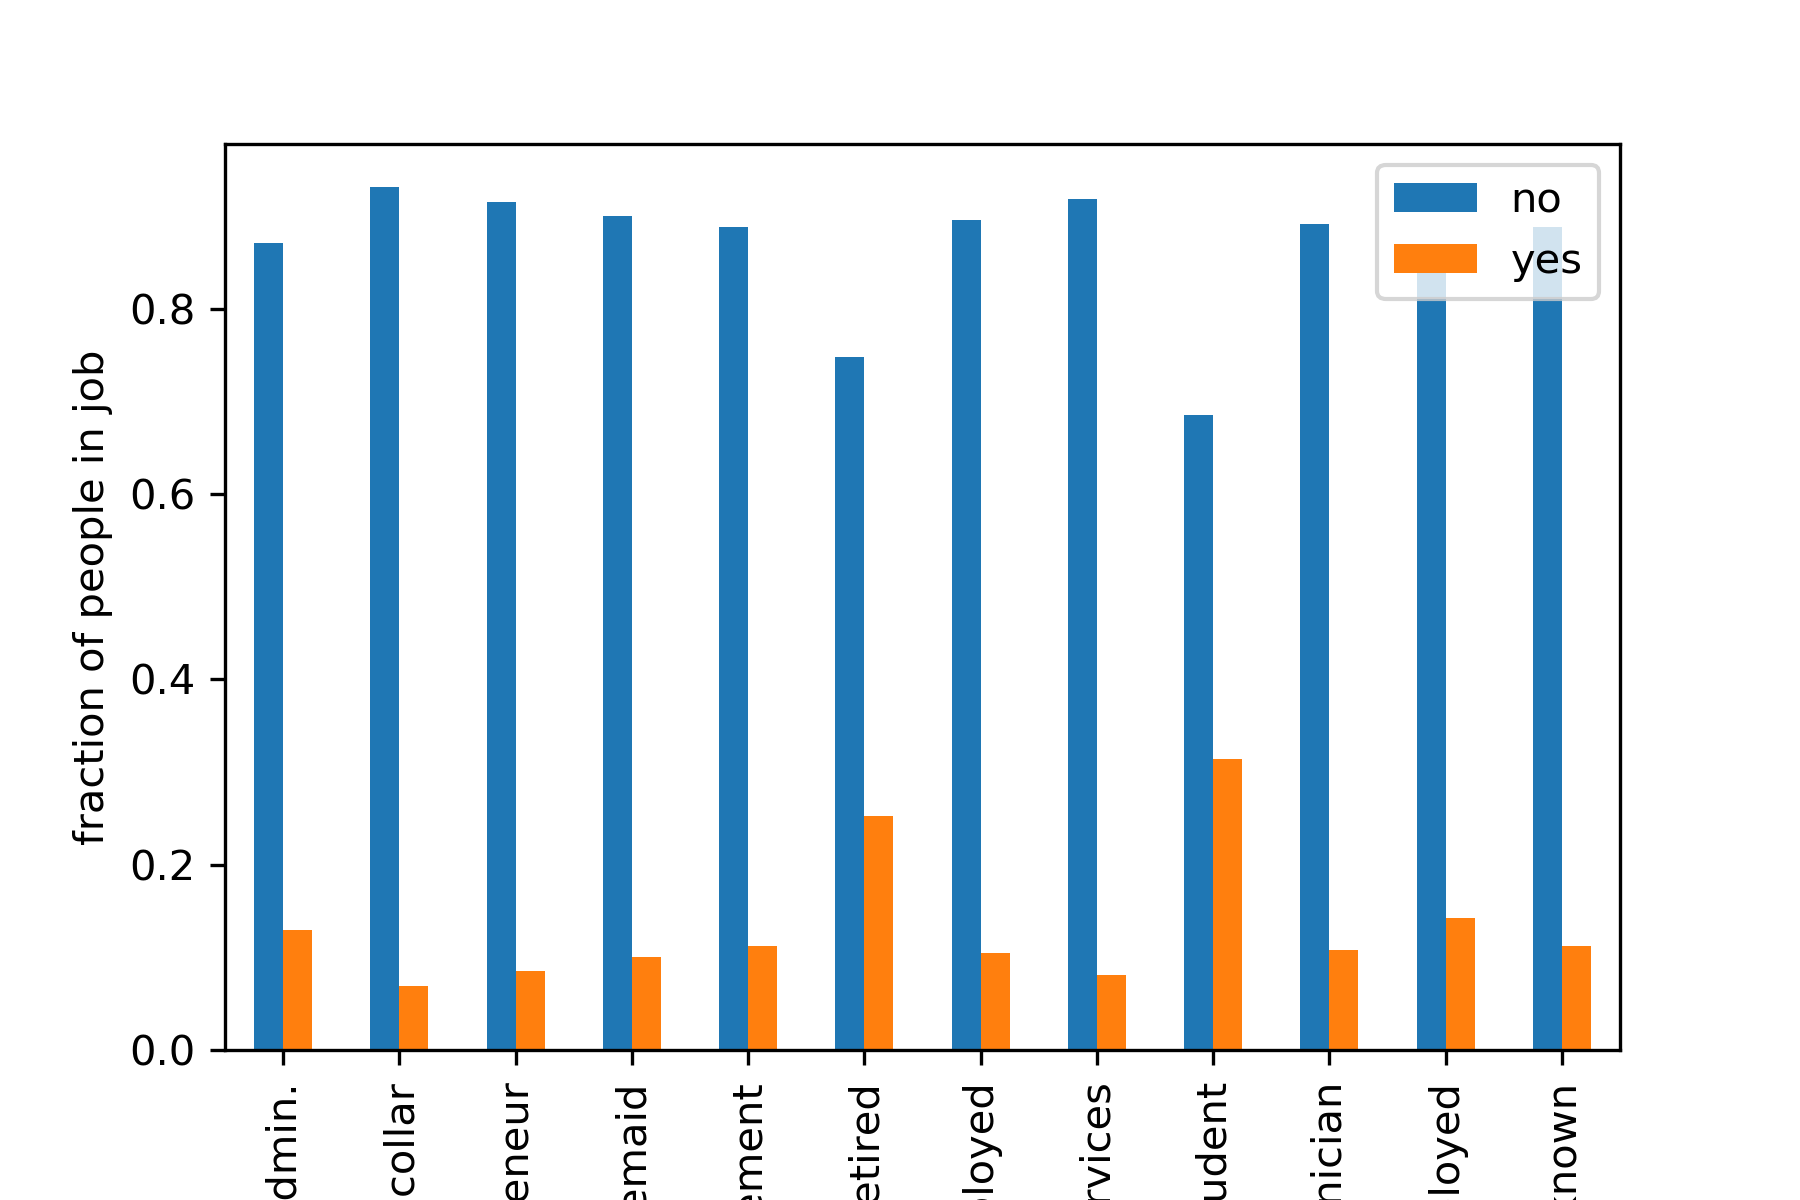 no
yes
fraction of people in job
0.8
0.6
0.4
0.2
0.0
dmin.
collar
eneur
emaid
ement
etired
loyed
rvices
udent
nician
loyed
nown